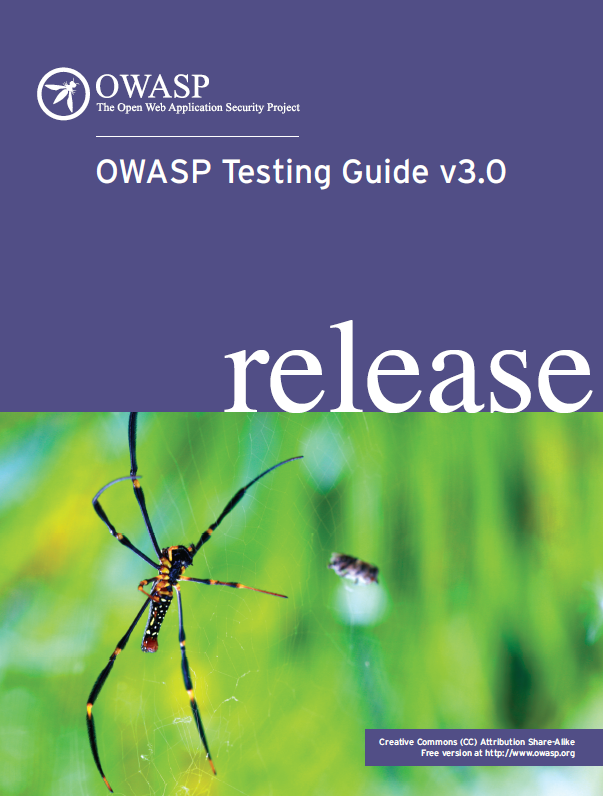 OWASP
The Open Web Application Security Project
OWASP Testing Guide v3.0
release
Creative Commons (CC) Attribution Share-Alike
Free version at http://www.owasp.org